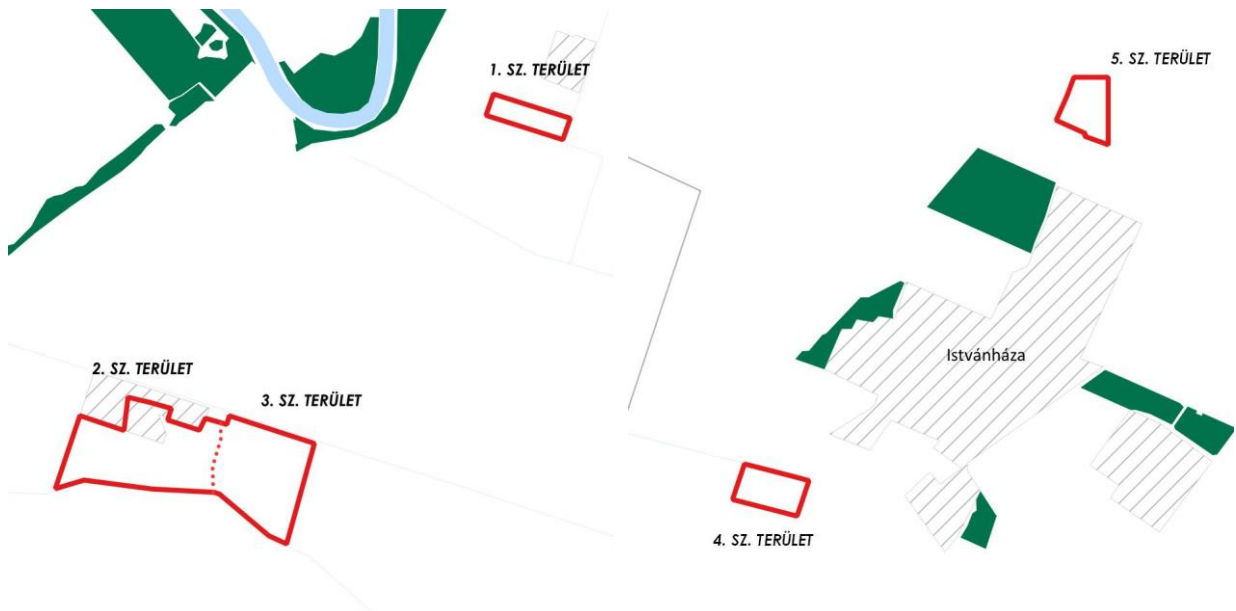 1. SZ. TERÜLET
2. SZ. TERÜLET
3. SZ. TERÜLET
5. SZ. TERÜLET
Istvánháza
4. SZ. TERÜLET